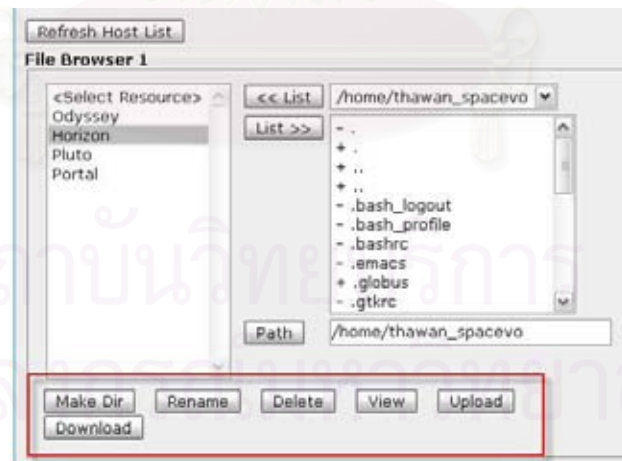 Refresh Host List
File Browser 1
<Select Resource>
Odyssey
Horizon
Pluto
Portal
<< List
/home/thawan_spacevo
List >>
- .
+ .
+ ..
+ ..
- .bash_logout
- .bash_profile
- .bashrc
- .emacs
+ .globus
- .gtkrc
Path
/home/thawan_spacevo
Make Dir
Rename
Delete
View
Upload
Download